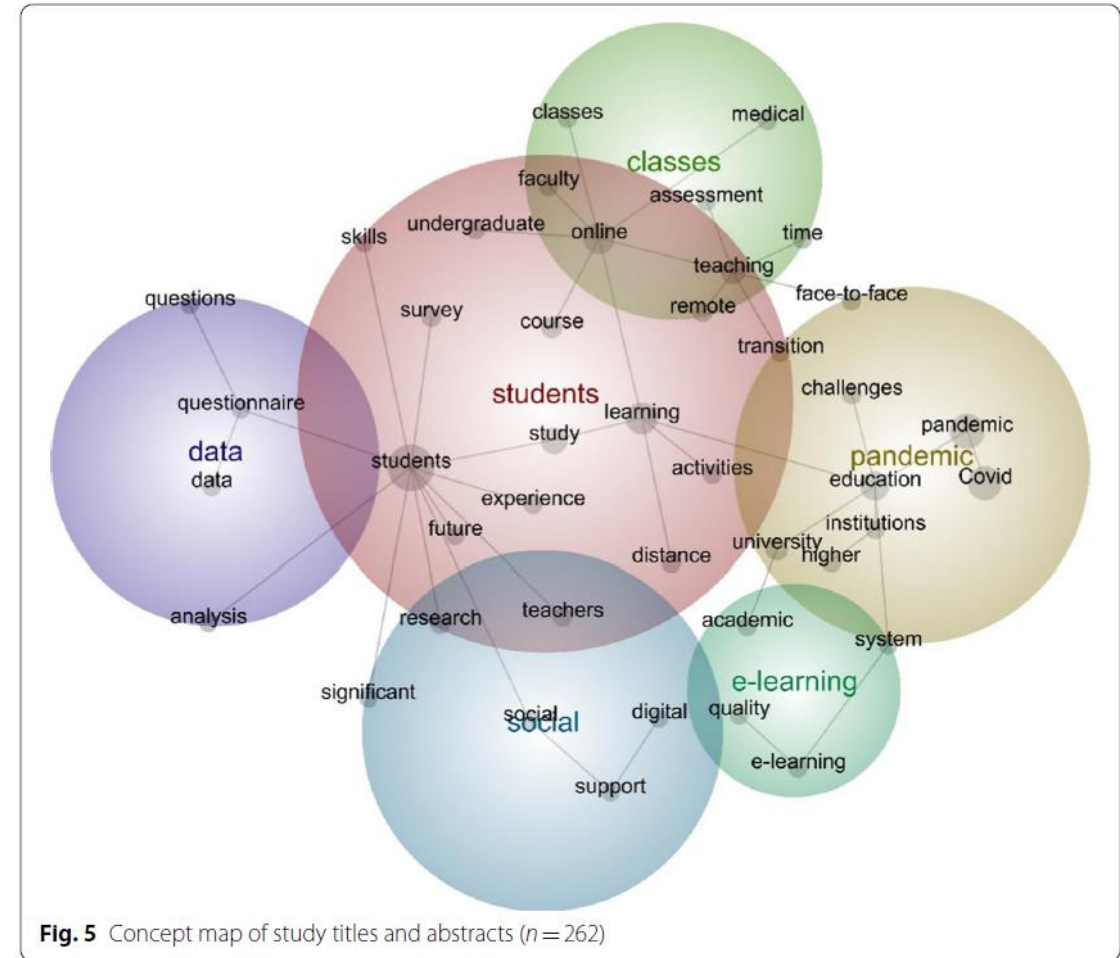 classes
medical
classes
faculty
assessment
undergraduate
online
time
skills
teaching
face-to-face
questions
remote
survey
course
transition
challenges
students
questionnaire
learning
pandemic
study
data
pandemic
students
activities
education
Covid
data
experience
institutions
future
university
higher
distance
teachers
research
academic
analysis
system
e-learning
significant
quality
social
digital
social
e-learning
support
Fig. 5 Concept map of study titles and abstracts (n = 262)